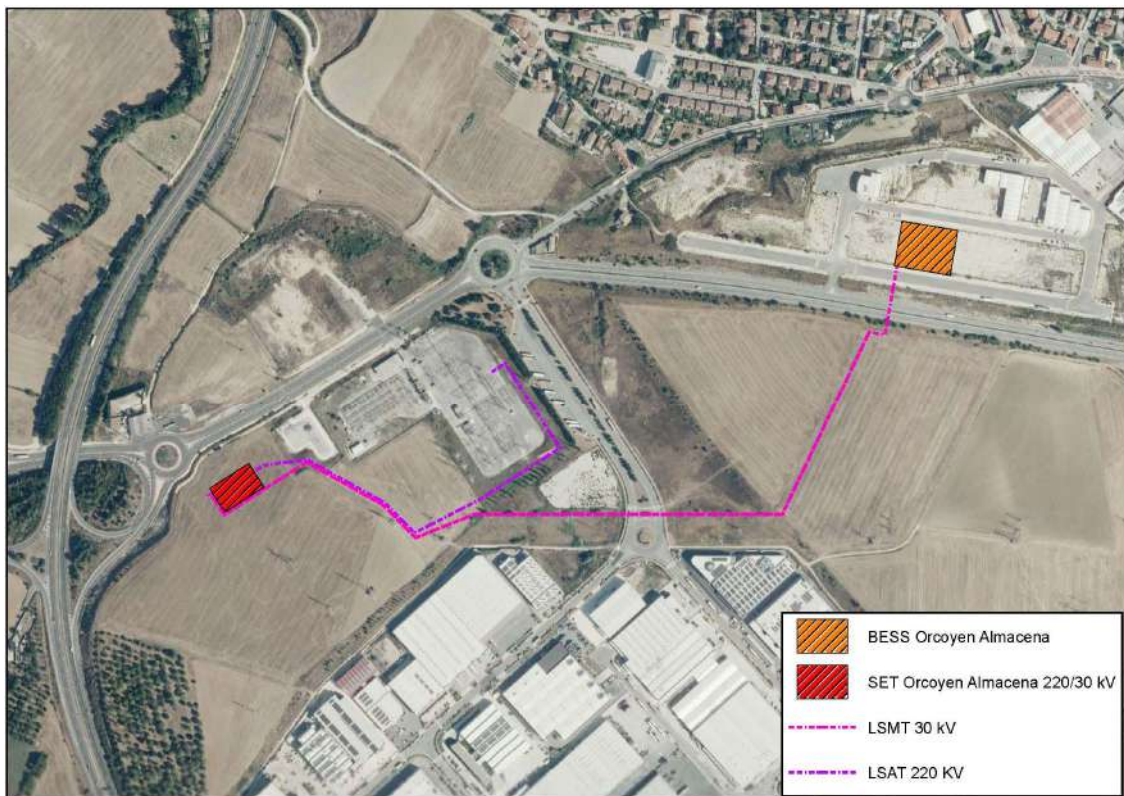 BESS Orcoyen Almacena
SET Orcoyen Almacena 220/30 kV
LSMT 30 kV
LSAT 220 KV